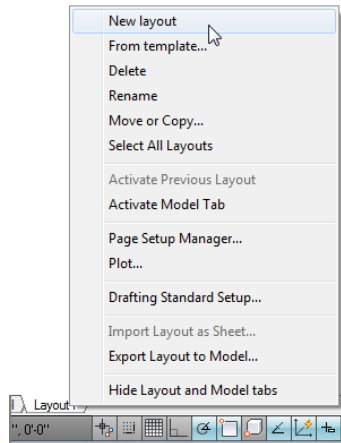 New layout
From template...
Delete
Rename
Move or Copy...
Select All Layouts
Activate Previous Layout
Activate Model Tab
Page Setup Manager...
Plot...
Drafting Standard Setup...
Import Layout as Sheet...
Export Layout to Model...
Hide Layout and Model tabs
Layout1
", 0'-0"